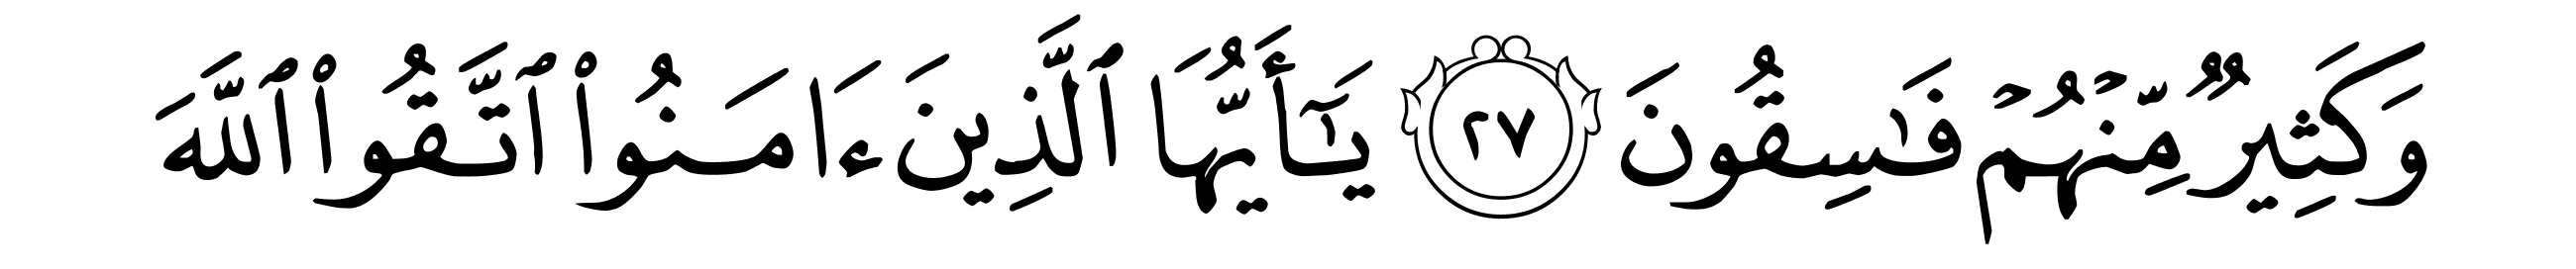 وَكَثِيرٌ مِّنْهُمْ فَـٰسِقُونَ ٢٧ يَـٰٓأَيُّهَا ٱلَّذِينَ ءَامَنُوا۟ ٱتَّقُوا۟ ٱللَّهَ